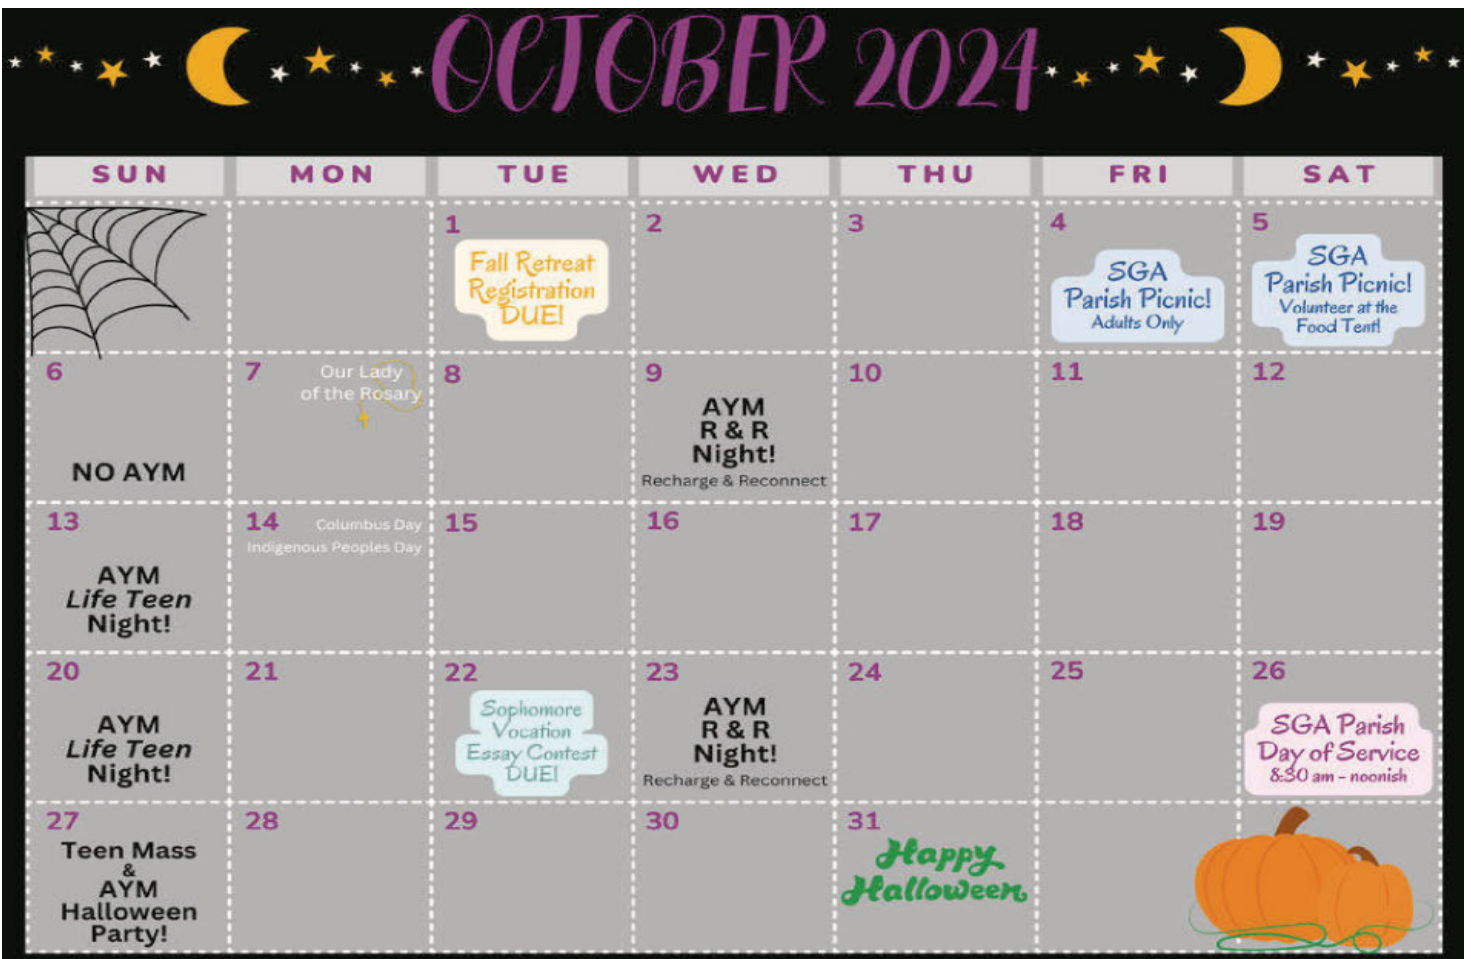 OCTOBER 2024
SUN MON TUE WED THU FRI SAT
1
Fall Retreat
Registration
DUE!
2
3
4
SGA
Parish Picnic!
Adults Only
5
SGA
Parish Picnic!
Volunteer at the
Food Tent!
6
NO AYM
7
Our Lady
of the Rosary
8
9
AYM
R & R
Night!
Recharge & Reconnect
10
11
12
13
AYM
Life Teen
Night!
14
Columbus Day
Indigenous Peoples Day
15
16
17
18
19
20
AYM
Life Teen
Night!
21
22
Sophomore
Vocation
Essay Contest
DUE!
23
AYM
R & R
Night!
Recharge & Reconnect
24
25
26
SGA Parish
Day of Service
8:30 am - noonish
27
Teen Mass
&
AYM
Halloween
Party!
28
29
30
31
Happy
Halloween